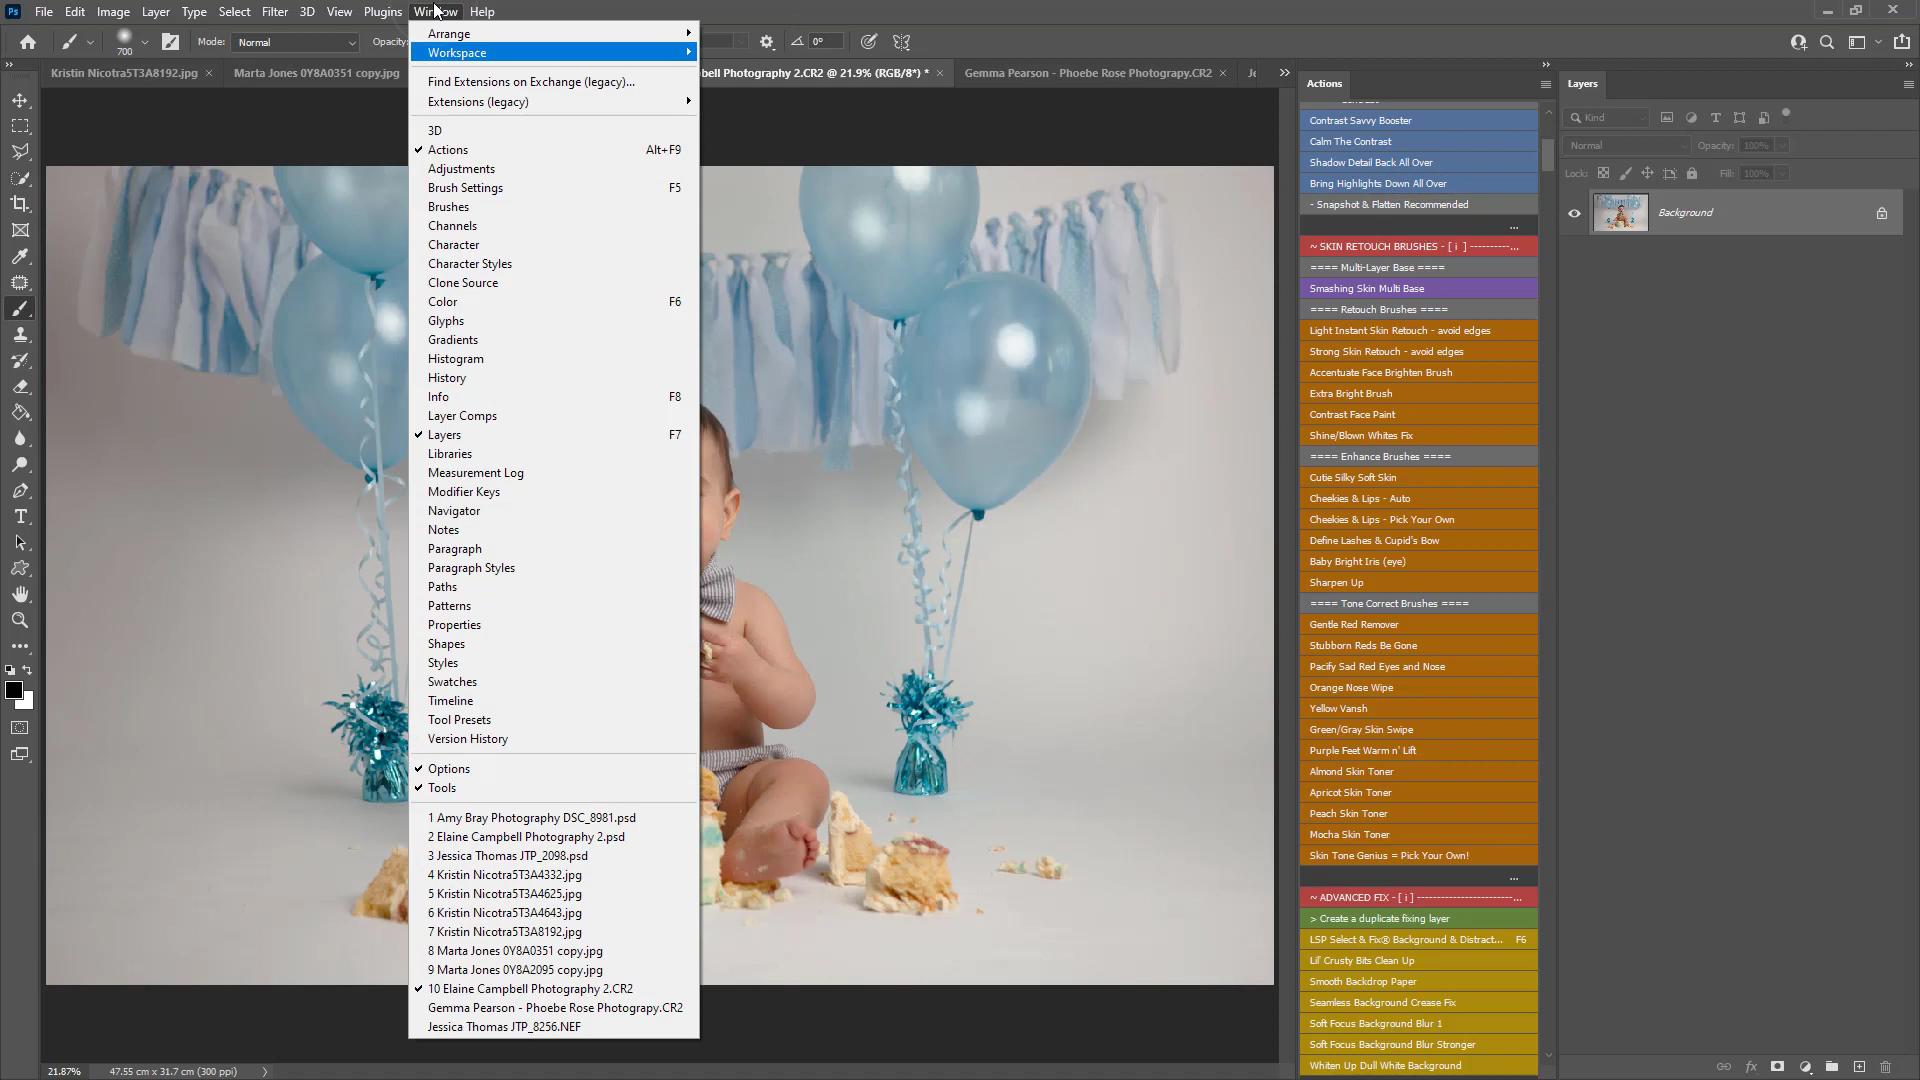 Ps File Edit Image Layer Type Select Filter 3D View Plugins Window Help
700 Mode: Normal Opacity: 0°
Kristin Nicotra5T3A8192.jpg × Marta Jones 0Y8A0351 copy.jpg bell Photography 2.CR2 @ 21.9% (RGB/8*) * × Gemma Pearson - Phoebe Rose Photograpy.CR2 × Je
Arrange
Workspace
Find Extensions on Exchange (legacy)...
Extensions (legacy)
3D
Actions Alt+F9
Adjustments
Brush Settings F5
Brushes
Channels
Character
Character Styles
Clone Source
Color F6
Glyphs
Gradients
Histogram
History
Info F8
Layer Comps
Layers F7
Libraries
Measurement Log
Modifier Keys
Navigator
Notes
Paragraph
Paragraph Styles
Paths
Patterns
Properties
Shapes
Styles
Swatches
Timeline
Tool Presets
Version History
Options
Tools
1 Amy Bray Photography DSC_8981.psd
2 Elaine Campbell Photography 2.psd
3 Jessica Thomas JTP_2098.psd
4 Kristin Nicotra5T3A4332.jpg
5 Kristin Nicotra5T3A4625.jpg
6 Kristin Nicotra5T3A4643.jpg
7 Kristin Nicotra5T3A8192.jpg
8 Marta Jones 0Y8A0351 copy.jpg
9 Marta Jones 0Y8A2095 copy.jpg
10 Elaine Campbell Photography 2.CR2
Gemma Pearson - Phoebe Rose Photograpy.CR2
Jessica Thomas JTP_8256.NEF
Actions
Contrast Savvy Booster
Calm The Contrast
Shadow Detail Back All Over
Bring Highlights Down All Over
- Snapshot & Flatten Recommended
...
~ SKIN RETOUCH BRUSHES - [ i ] ----------...
==== Multi-Layer Base ====
Smashing Skin Multi Base
==== Retouch Brushes ====
Light Instant Skin Retouch - avoid edges
Strong Skin Retouch - avoid edges
Accentuate Face Brighten Brush
Extra Bright Brush
Contrast Face Paint
Shine/Blown Whites Fix
==== Enhance Brushes ====
Cutie Silky Soft Skin
Cheekies & Lips - Auto
Cheekies & Lips - Pick Your Own
Define Lashes & Cupid's Bow
Baby Bright Iris (eye)
Sharpen Up
==== Tone Correct Brushes ====
Gentle Red Remover
Stubborn Reds Be Gone
Pacify Sad Red Eyes and Nose
Orange Nose Wipe
Yellow Vansh
Green/Gray Skin Swipe
Purple Feet Warm n' Lift
Almond Skin Toner
Apricot Skin Toner
Peach Skin Toner
Mocha Skin Toner
Skin Tone Genius = Pick Your Own!
...
~ ADVANCED FIX - [ i ] ------------------------...
> Create a duplicate fixing layer
LSP Select & Fix® Background & Distract... F6
Lil' Crusty Bits Clean Up
Smooth Backdrop Paper
Seamless Background Crease Fix
Soft Focus Background Blur 1
Soft Focus Background Blur Stronger
Whiten Up Dull White Background
Layers
Kind
Normal Opacity: 100%
Lock: Fill: 100%
Background
fx
21.87% 47.55 cm x 31.7 cm (300 ppi)